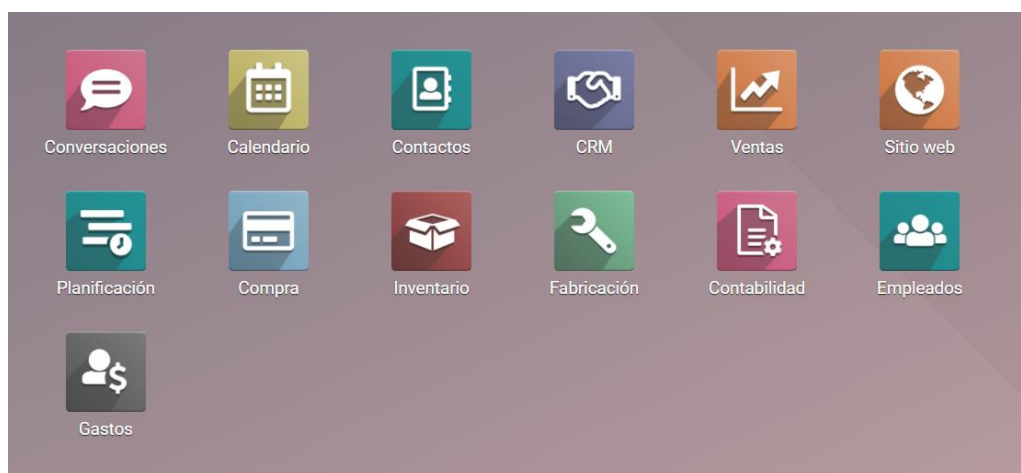 Conversaciones
Calendario
Contactos
CRM
Ventas
Sitio web
Planificación
Compra
Inventario
Fabricación
Contabilidad
Empleados
Gastos